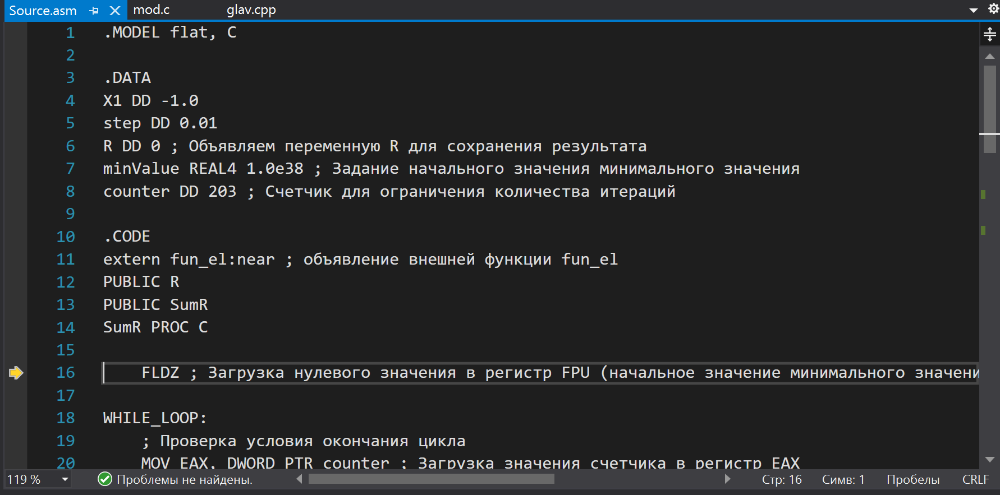 Source.asm mod.c glav.cpp
1 .MODEL flat, C
2
3 .DATA
4 X1 DD -1.0
5 step DD 0.01
6 R DD 0 ; Объявляем переменную R для сохранения результата
7 minValue REAL4 1.0e38 ; Задание начального значения минимального значения
8 counter DD 203 ; Счетчик для ограничения количества итераций
9
10 .CODE
11 extern fun_el:near ; объявление внешней функции fun_el
12 PUBLIC R
13 PUBLIC SumR
14 SumR PROC C
15
16 FLDZ ; Загрузка нулевого значения в регистр FPU (начальное значение минимального значени
17
18 WHILE_LOOP:
19 ; Проверка условия окончания цикла
20 MOV EAX, DWORD PTR counter ; Загрузка значения счетчика в регистр EAX
119 % Проблемы не найдены. Стр: 16 Симв: 1 Пробелы CRLF